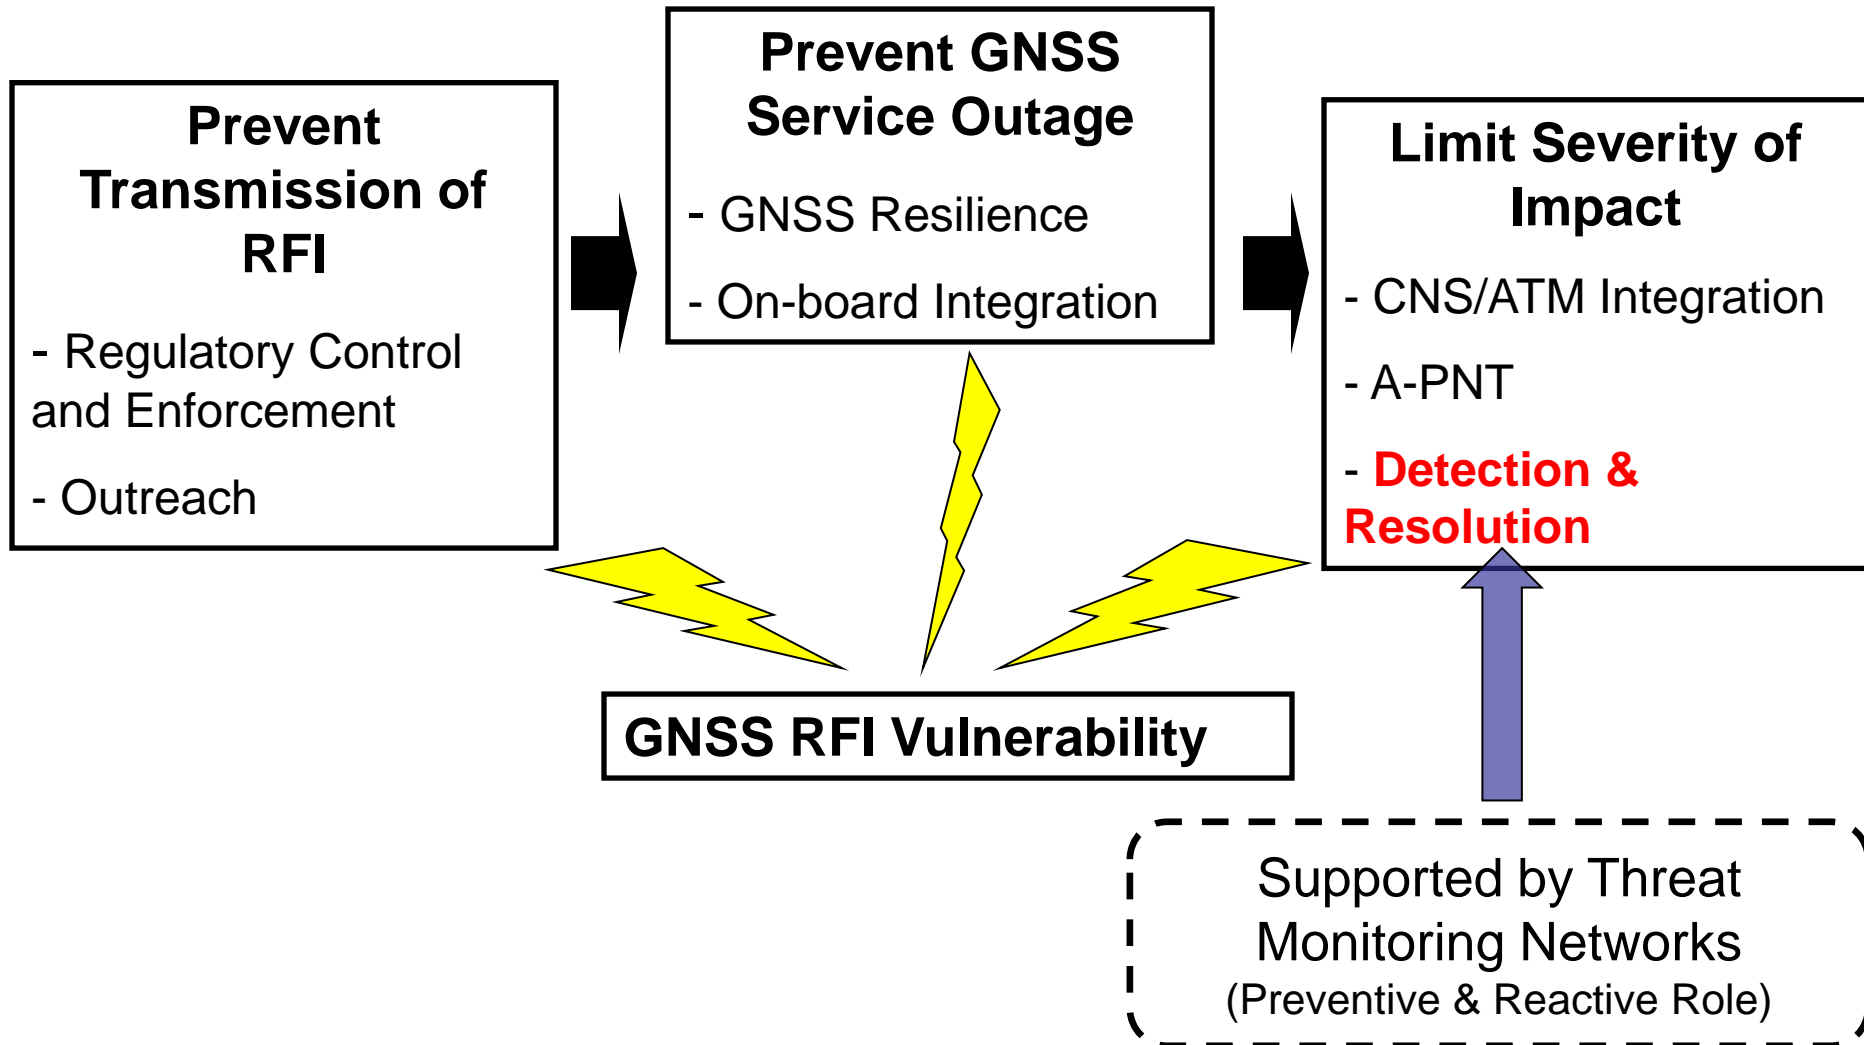 Prevent
Transmission of
RFI
- Regulatory Control
and Enforcement
- Outreach
Prevent GNSS
Service Outage
- GNSS Resilience
- On-board Integration
Limit Severity of
Impact
- CNS/ATM Integration
- A-PNT
- Detection &
Resolution
GNSS RFI Vulnerability
Supported by Threat
Monitoring Networks
(Preventive & Reactive Role)